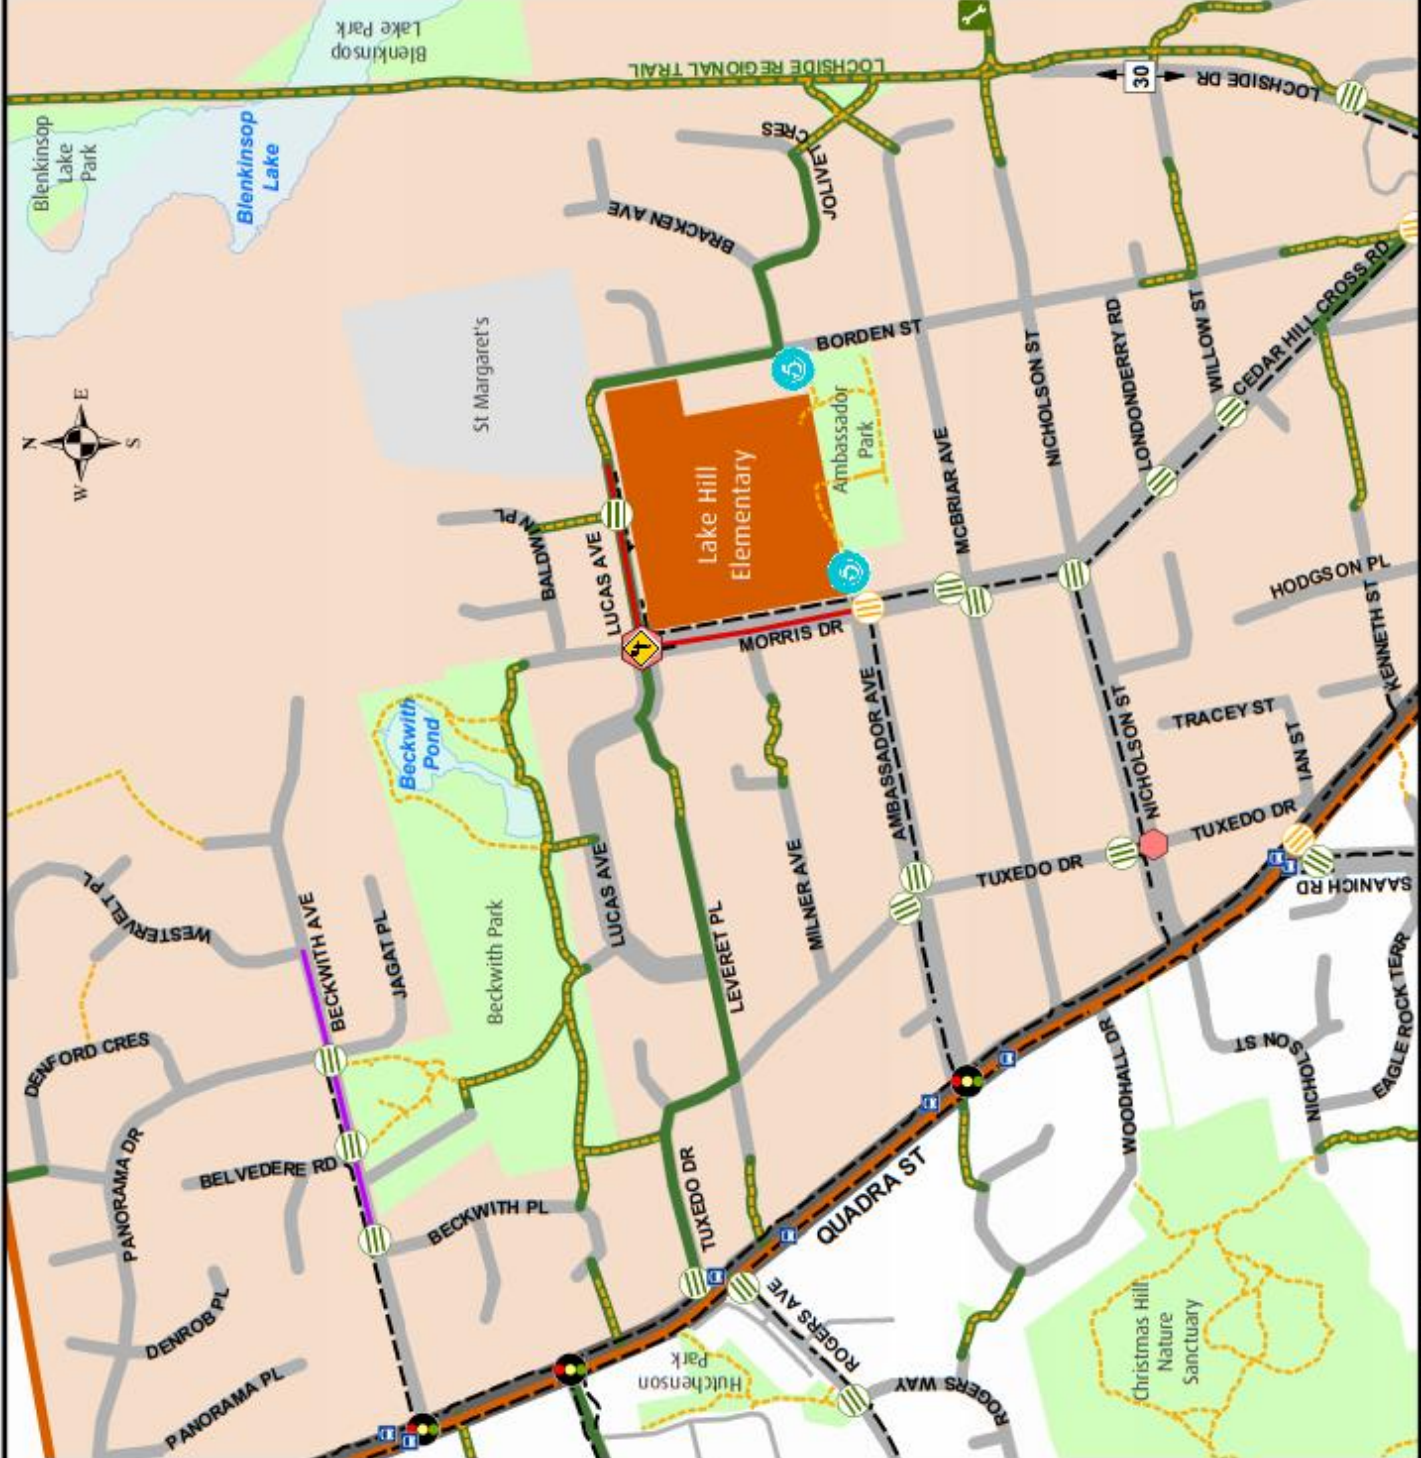 Blenkinsop
Lake Park
LOCHSIDE REGIONAL TRAIL
30
LOCHSIDE DR
Blenkinsop
Lake
Park
Blenkinsop
Lake
JOLIVET CRES
BRACKEN AVE
N
W E
S
St Margaret's
BORDEN ST
WILLOW ST
CEDAR HILL CROSS RD
LONDONDERRY RD
NICHOLSON ST
MCBRIAR AVE
Ambassador
Park
Lake Hill
Elementary
BALDWIN PL
LUCAS AVE
MORRIS DR
HODGSON PL
KENNETH ST
Beckwith
Pond
AMBASSADOR AVE
NICHOLSON ST
TRACEY ST
IAN ST
TUXEDO DR
TUXEDO DR
SAANICH RD
WESTERVELT PL
BECKWITH AVE
JAGAT PL
Beckwith Park
LUCAS AVE
LEVERET PL
MILNER AVE
DENFORD CRES
PANORAMA DR
BELVEDERE RD
BECKWITH PL
TUXEDO DR
QUADRA ST
WOODHALL DR
NICHOLSON ST
EAGLE ROCK TERR
DENROB PL
PANORAMA PL
Hutchenson
Park
ROGERS AVE
ROGERS WAY
Christmas Hill
Nature
Sanctuary